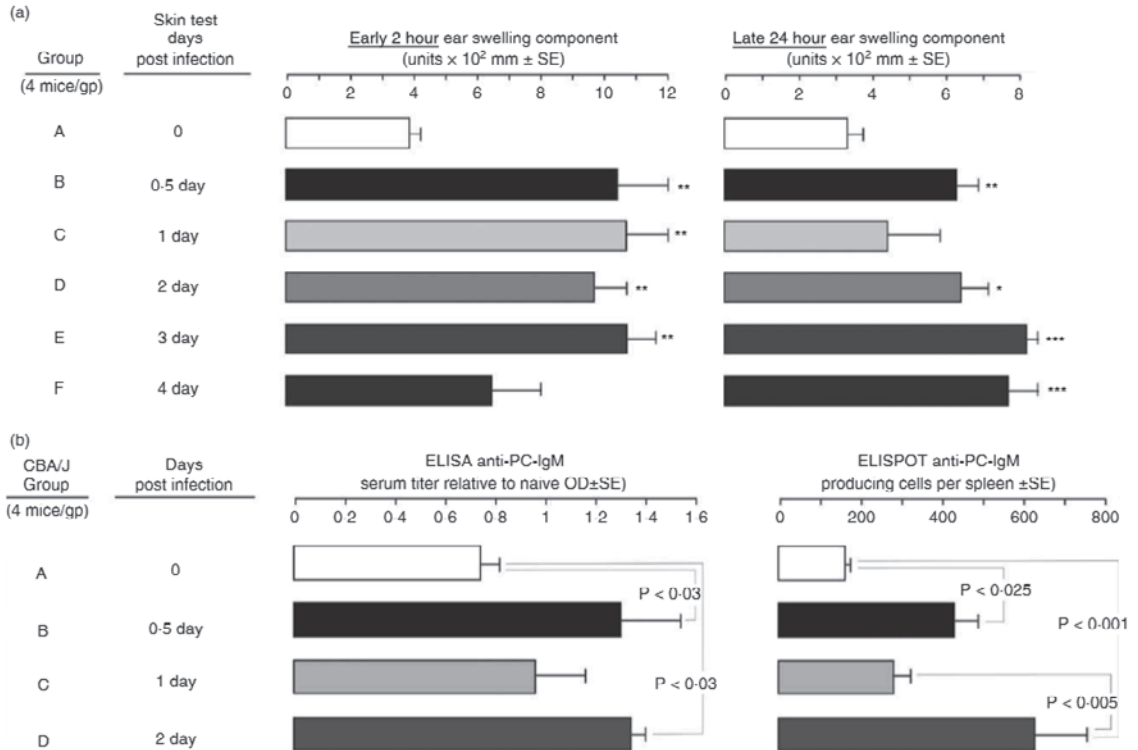 (a)
Group
(4 mice/gp)
Skin test
days
post infection
Early 2 hour ear swelling component
(units × 10² mm ± SE)
0 2 4 6 8 10 12
Late 24 hour ear swelling component
(units × 10² mm ± SE)
0 2 4 6 8
A 0
B 0·5 day ** **
C 1 day **
D 2 day ** *
E 3 day ** ***
F 4 day ***
(b)
CBA/J
Group
(4 mice/gp)
Days
post infection
ELISA anti-PC-IgM
serum titer relative to naive OD±SE)
0 0·2 0·4 0·6 0·8 1 1·2 1·4 1·6
ELISPOT anti-PC-IgM
producing cells per spleen ±SE)
0 200 400 600 800
A 0
P < 0·03
P < 0·025
B 0·5 day
P < 0·001
C 1 day
P < 0·03
P < 0·005
D 2 day